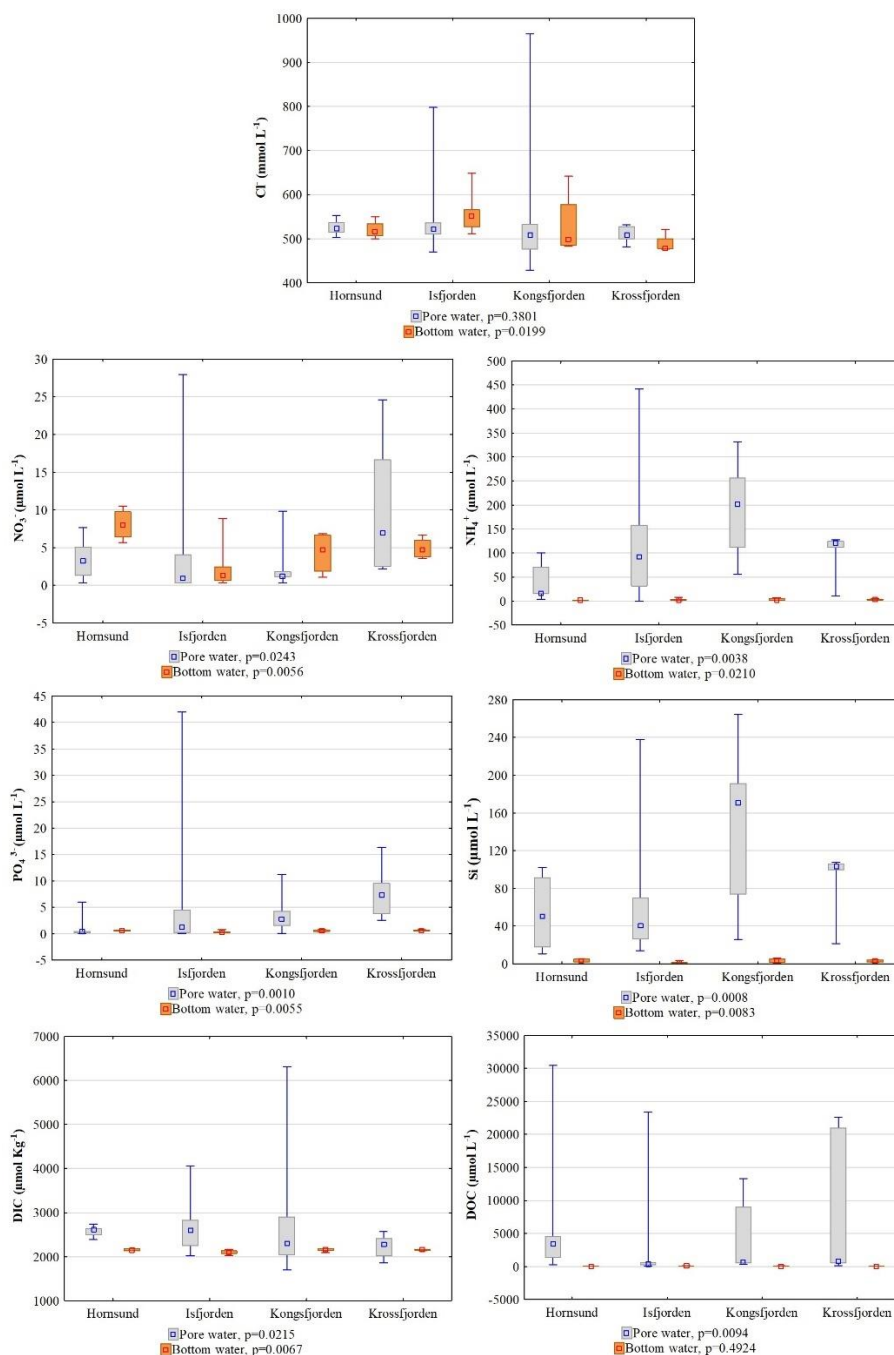 Cl⁻ (mmol L⁻¹)
1000
900
800
700
600
500
400
Hornsund Isfjorden Kongsfjorden Krossfjorden
Pore water, p=0.3801
Bottom water, p=0.0199
NO₃⁻ (µmol L⁻¹)
30
25
20
15
10
5
0
-5
Hornsund Isfjorden Kongsfjorden Krossfjorden
Pore water, p=0.0243
Bottom water, p=0.0056
NH₄⁺ (µmol L⁻¹)
500
450
400
350
300
250
200
150
100
50
0
-50
Hornsund Isfjorden Kongsfjorden Krossfjorden
Pore water, p=0.0038
Bottom water, p=0.0210
PO₄³⁻ (µmol L⁻¹)
45
40
35
30
25
20
15
10
5
0
-5
Hornsund Isfjorden Kongsfjorden Krossfjorden
Pore water, p=0.0010
Bottom water, p=0.0055
Si (µmol L⁻¹)
280
240
200
160
120
80
40
0
Hornsund Isfjorden Kongsfjorden Krossfjorden
Pore water, p=0.0008
Bottom water, p=0.0083
DIC (µmol Kg⁻¹)
7000
6000
5000
4000
3000
2000
1000
Hornsund Isfjorden Kongsfjorden Krossfjorden
Pore water, p=0.0215
Bottom water, p=0.0067
DOC (µmol L⁻¹)
35000
30000
25000
20000
15000
10000
5000
0
-5000
Hornsund Isfjorden Kongsfjorden Krossfjorden
Pore water, p=0.0094
Bottom water, p=0.4924